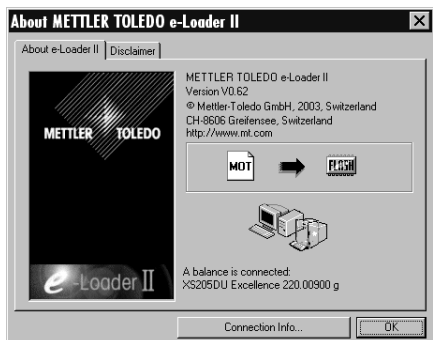 About METTLER TOLEDO e-Loader II
About e-Loader II
Disclaimer
METTLER TOLEDO
e-Loader II
METTLER TOLEDO e-Loader II
Version V0.62
© Mettler-Toledo GmbH, 2003, Switzerland
CH-8606 Greifensee, Switzerland
http://www.mt.com
MOT
FLASH
A balance is connected:
XS205DU Excellence 220.00900 g
Connection Info...
OK